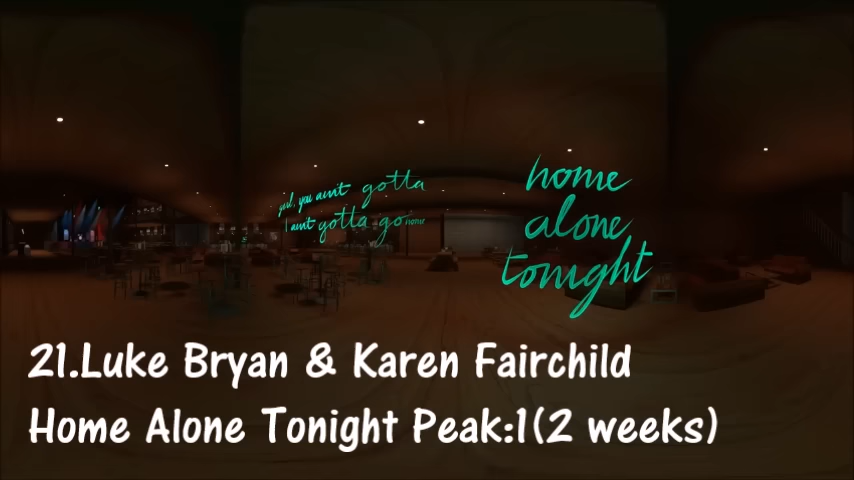 girl, you ain't gotta
I ain't gotta go home
home
alone
tonight
21.Luke Bryan & Karen Fairchild
Home Alone Tonight Peak:1(2 weeks)